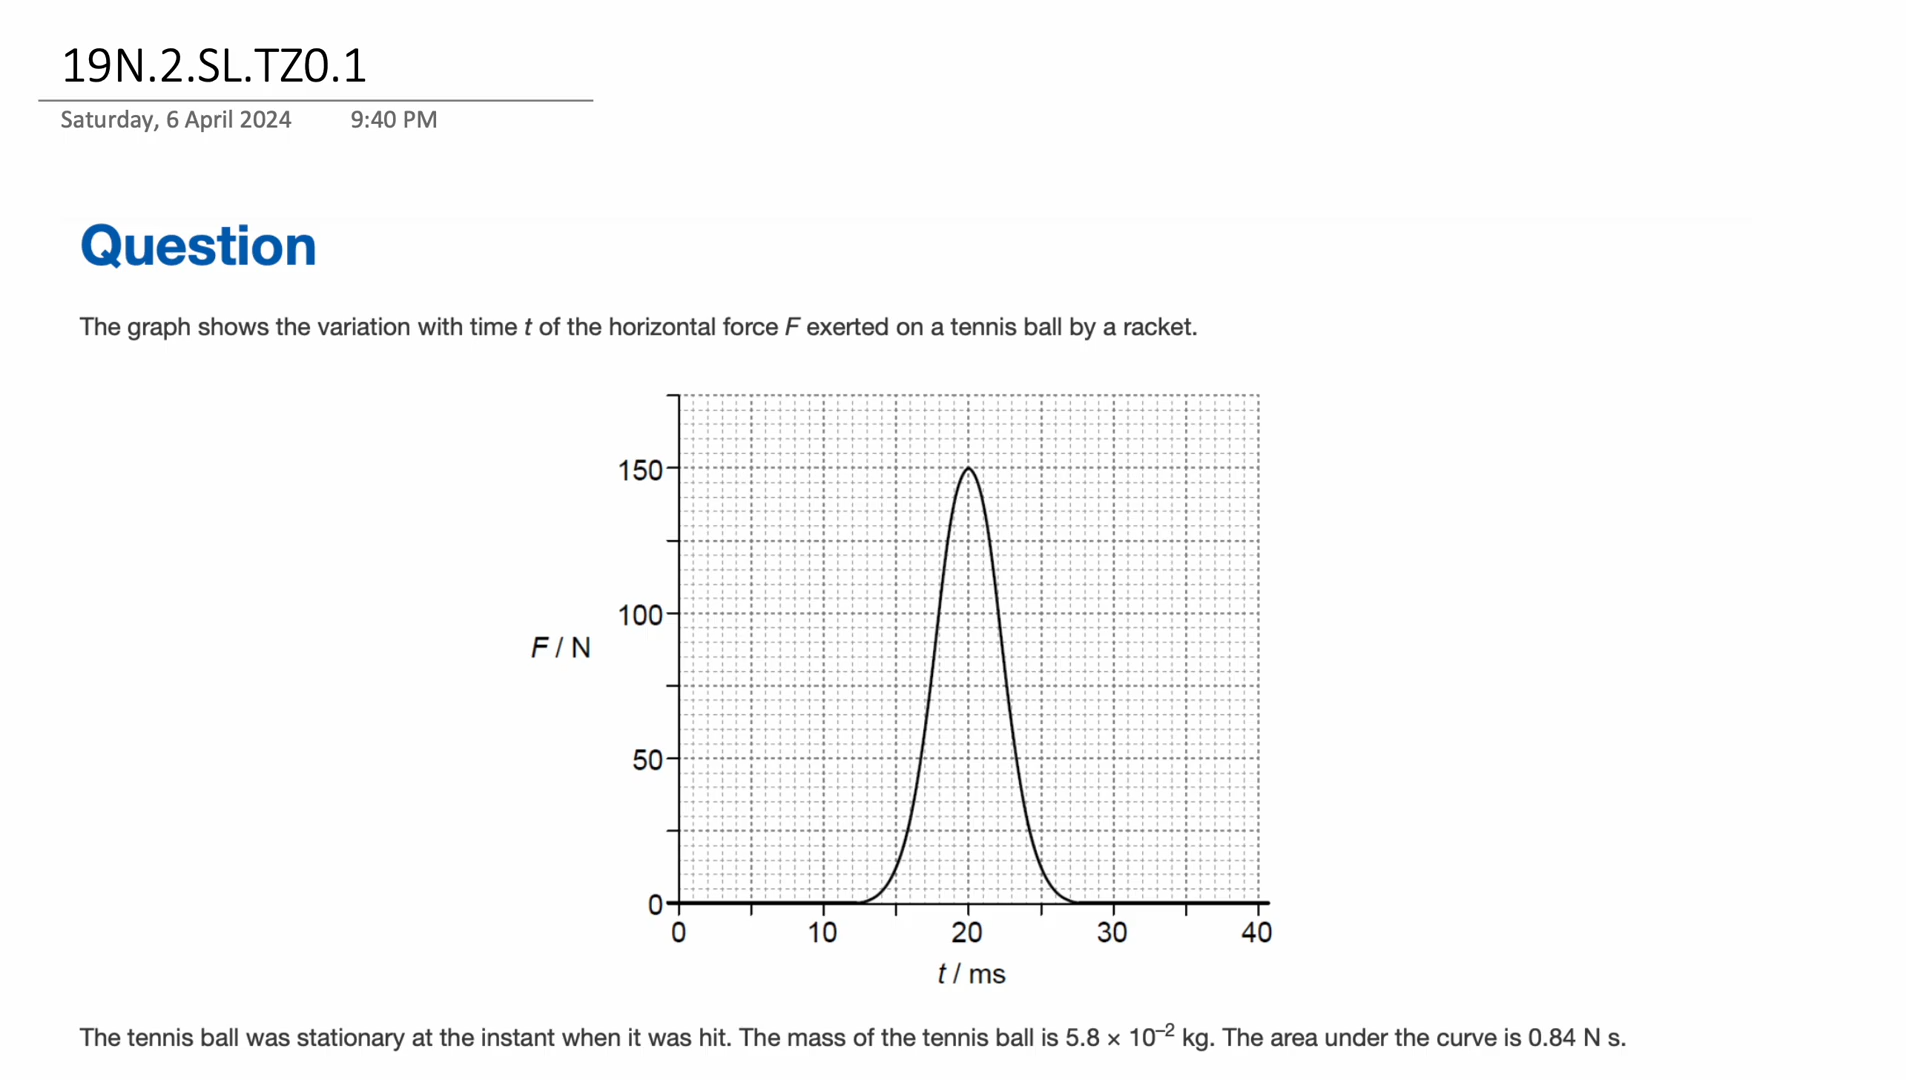 19N.2.SL.TZ0.1
Saturday, 6 April 2024 9:40 PM
Question
The graph shows the variation with time t of the horizontal force F exerted on a tennis ball by a racket.
150
100
F / N
50
0
0 10 20 30 40
t / ms
The tennis ball was stationary at the instant when it was hit. The mass of the tennis ball is 5.8 × 10⁻² kg. The area under the curve is 0.84 N s.